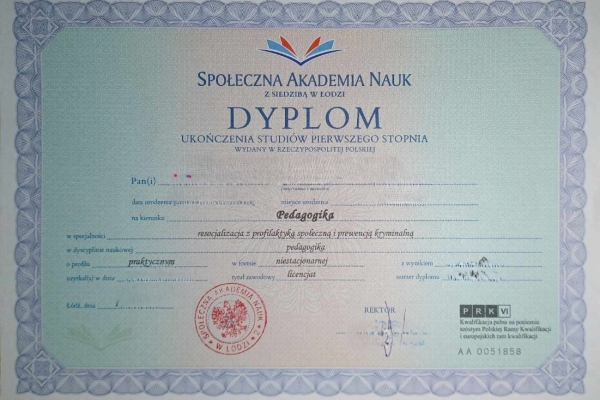 SPOŁECZNA AKADEMIA NAUK
Z SIEDZIBĄ W ŁODZI
DYPLOM
UKOŃCZENIA STUDIÓW PIERWSZEGO STOPNIA
WYDANY W RZECZYPOSPOLITEJ POLSKIEJ
Pan(i)
data urodzenia miejsce urodzenia
na kierunku Pedagogika
w specjalności resocjalizacja z profilaktyką społeczną i prewencją kryminalną
w dyscyplinie naukowej pedagogika
o profilu praktycznym w formie niestacjonarnej z wynikiem
uzyskał(a) w dniu tytuł zawodowy licencjat numer dyplomu
Łódź, dnia
SPOŁECZNA AKADEMIA NAUK
W ŁODZI
REKTOR
PRK VI
Kwalifikacja pełna na poziomie
szóstym Polskiej Ramy Kwalifikacji
i europejskich ram kwalifikacji
AA 0051858